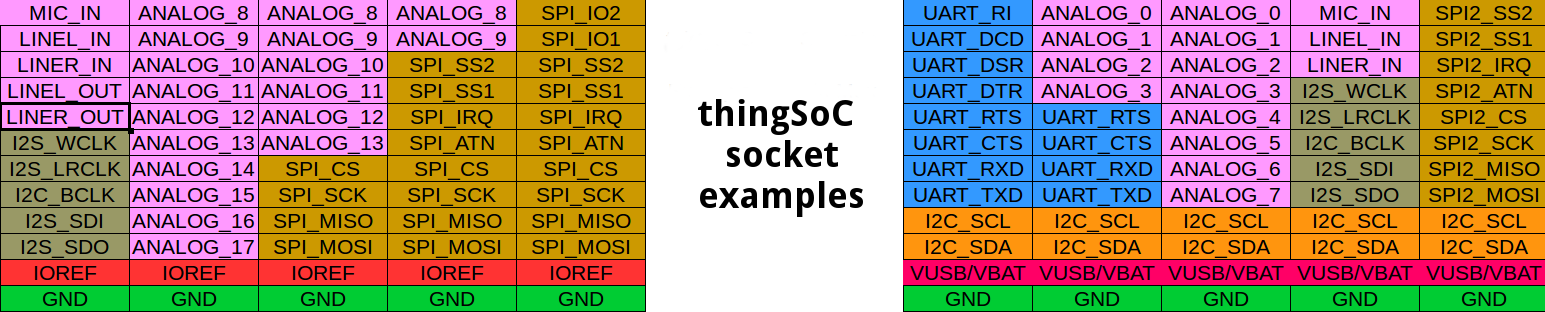 MIC_IN ANALOG_8 ANALOG_8 ANALOG_8 SPI_IO2
LINEL_IN ANALOG_9 ANALOG_9 ANALOG_9 SPI_IO1
LINER_IN ANALOG_10 ANALOG_10 SPI_SS2 SPI_SS2
LINEL_OUT ANALOG_11 ANALOG_11 SPI_SS1 SPI_SS1
LINER_OUT ANALOG_12 ANALOG_12 SPI_IRQ SPI_IRQ
I2S_WCLK ANALOG_13 ANALOG_13 SPI_ATN SPI_ATN
I2S_LRCLK ANALOG_14 SPI_CS SPI_CS SPI_CS
I2C_BCLK ANALOG_15 SPI_SCK SPI_SCK SPI_SCK
I2S_SDI ANALOG_16 SPI_MISO SPI_MISO SPI_MISO
I2S_SDO ANALOG_17 SPI_MOSI SPI_MOSI SPI_MOSI
IOREF IOREF IOREF IOREF IOREF
GND GND GND GND GND
thingSoC
socket
examples
UART_RI ANALOG_0 ANALOG_0 MIC_IN SPI2_SS2
UART_DCD ANALOG_1 ANALOG_1 LINEL_IN SPI2_SS1
UART_DSR ANALOG_2 ANALOG_2 LINER_IN SPI2_IRQ
UART_DTR ANALOG_3 ANALOG_3 I2S_WCLK SPI2_ATN
UART_RTS UART_RTS ANALOG_4 I2S_LRCLK SPI2_CS
UART_CTS UART_CTS ANALOG_5 I2C_BCLK SPI2_SCK
UART_RXD UART_RXD ANALOG_6 I2S_SDI SPI2_MISO
UART_TXD UART_TXD ANALOG_7 I2S_SDO SPI2_MOSI
I2C_SCL I2C_SCL I2C_SCL I2C_SCL I2C_SCL
I2C_SDA I2C_SDA I2C_SDA I2C_SDA I2C_SDA
VUSB/VBAT VUSB/VBAT VUSB/VBAT VUSB/VBAT VUSB/VBAT
GND GND GND GND GND